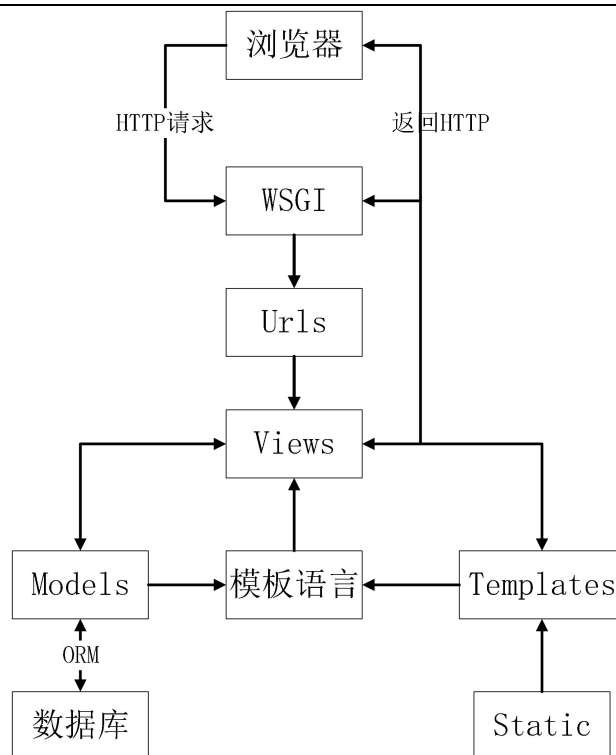 浏览器
HTTP请求
返回HTTP
WSGI
Urls
Views
Models
模板语言
Templates
ORM
数据库
Static